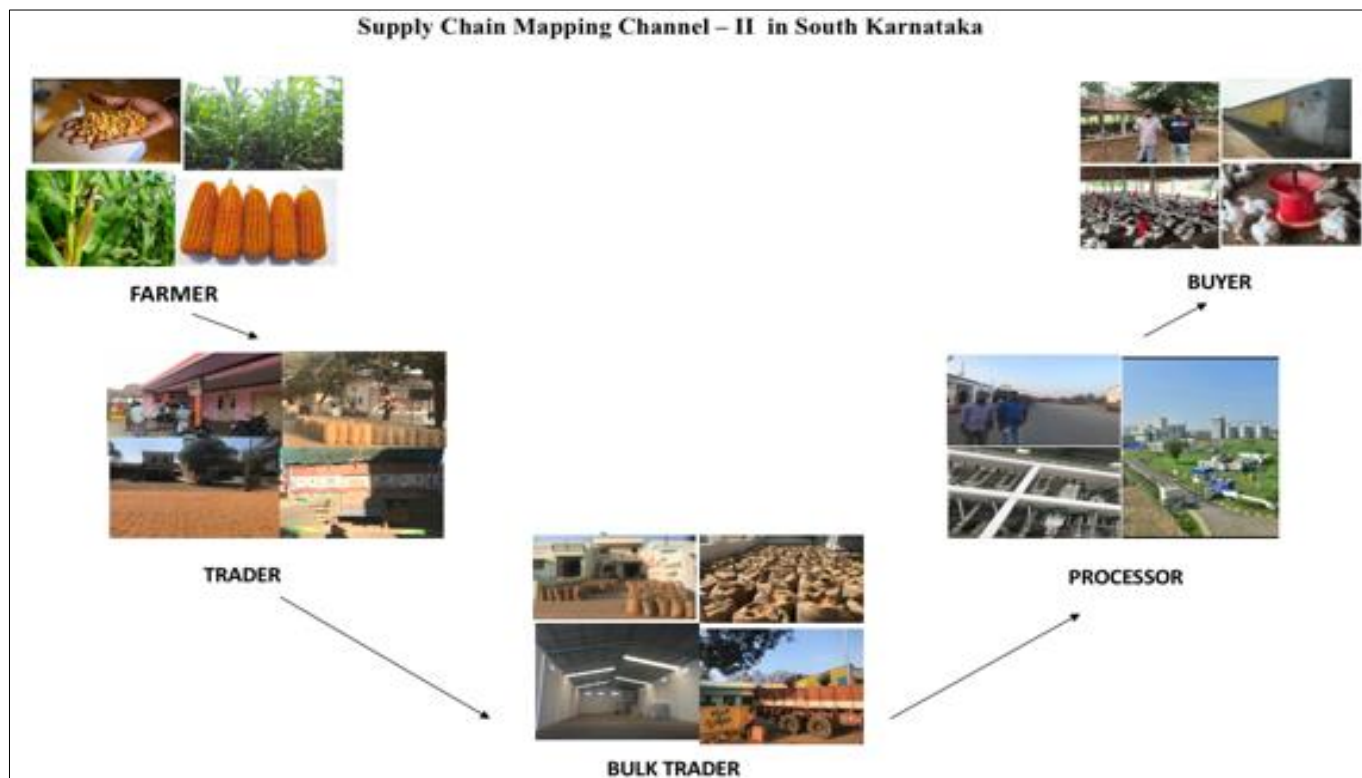 Supply Chain Mapping Channel – II in South Karnataka
FARMER
BUYER
TRADER
PROCESSOR
BULK TRADER